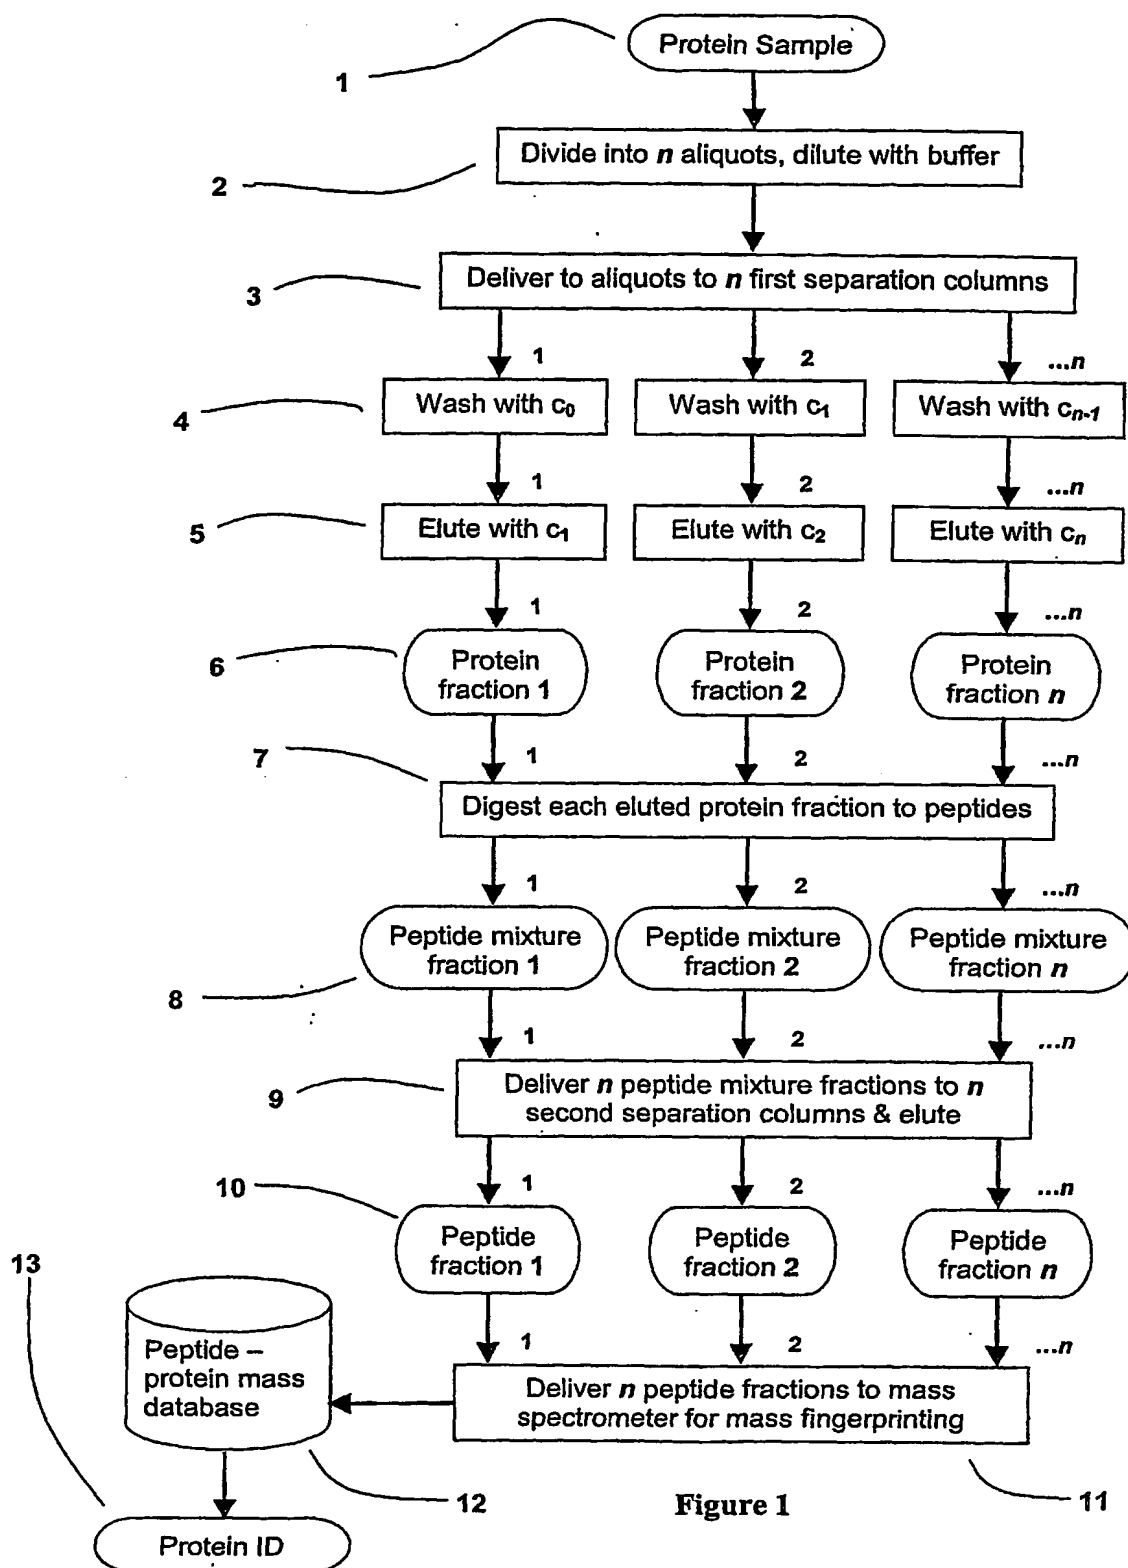 Protein Sample
1
Divide into n aliquots, dilute with buffer
2
Deliver to aliquots to n first separation columns
3
1 2 ...n
Wash with c0 Wash with c1 Wash with cn-1
4
1 2 ...n
Elute with c1 Elute with c2 Elute with cn
5
1 2 ...n
6
Protein Protein Protein
fraction 1 fraction 2 fraction n
7
1 2 ...n
Digest each eluted protein fraction to peptides
1 2 ...n
Peptide mixture Peptide mixture Peptide mixture
fraction 1 fraction 2 fraction n
8
1 2 ...n
Deliver n peptide mixture fractions to n
second separation columns & elute
9
10
1 2 ...n
Peptide Peptide Peptide
fraction 1 fraction 2 fraction n
13
1 2 ...n
Peptide –
protein mass
database
Deliver n peptide fractions to mass
spectrometer for mass fingerprinting
12
Figure 1
11
Protein ID